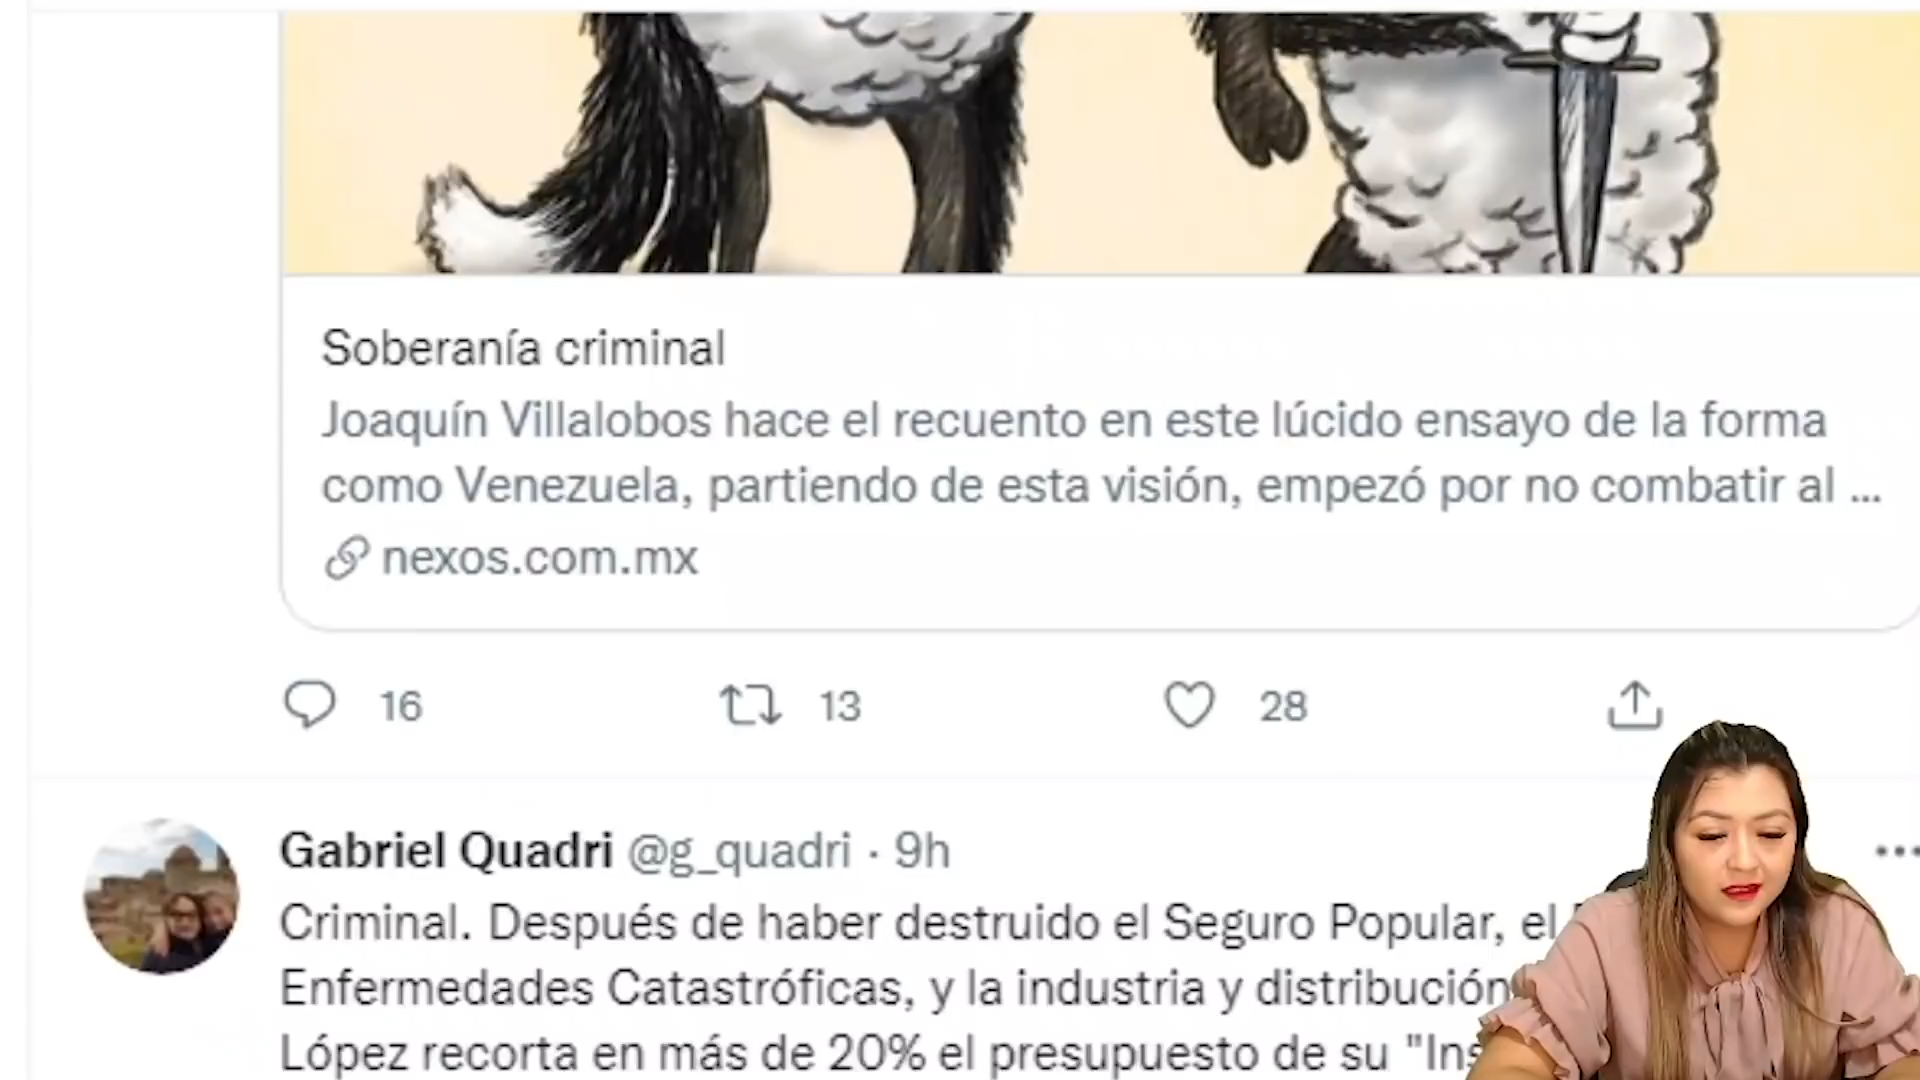 Soberanía criminal
Joaquín Villalobos hace el recuento en este lúcido ensayo de la forma
como Venezuela, partiendo de esta visión, empezó por no combatir al ...
nexos.com.mx
16 13 28
Gabriel Quadri @g_quadri · 9h
Criminal. Después de haber destruido el Seguro Popular, el
Enfermedades Catastróficas, y la industria y distribución
López recorta en más de 20% el presupuesto de su "Ins